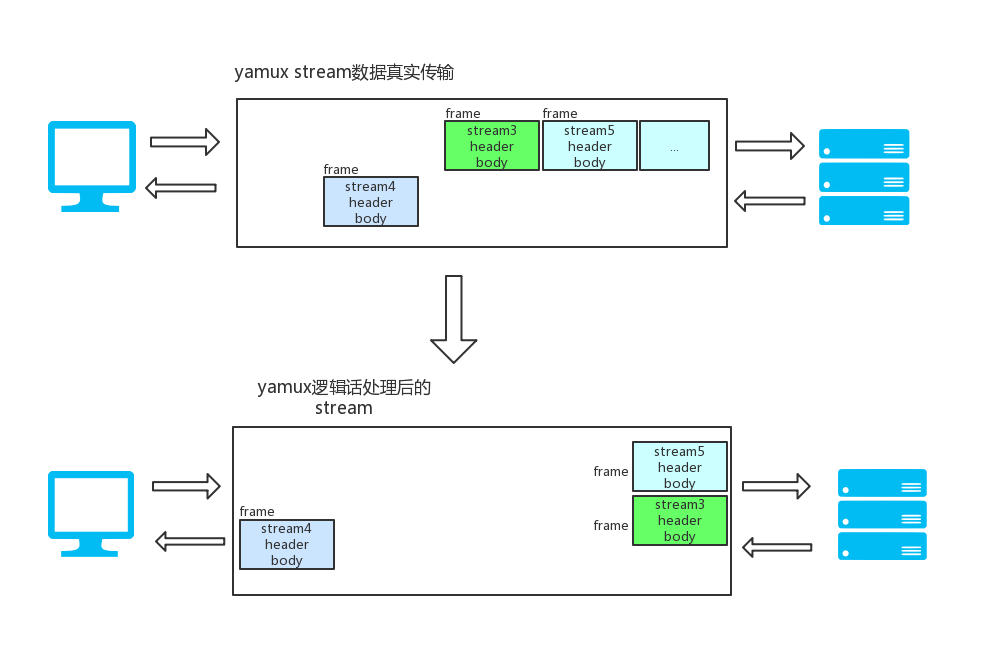 yamux stream数据真实传输
frame
frame
stream3
header
body
stream5
header
body
...
frame
stream4
header
body
yamux逻辑话处理后的
stream
frame
stream5
header
body
frame
stream3
header
body
frame
stream4
header
body